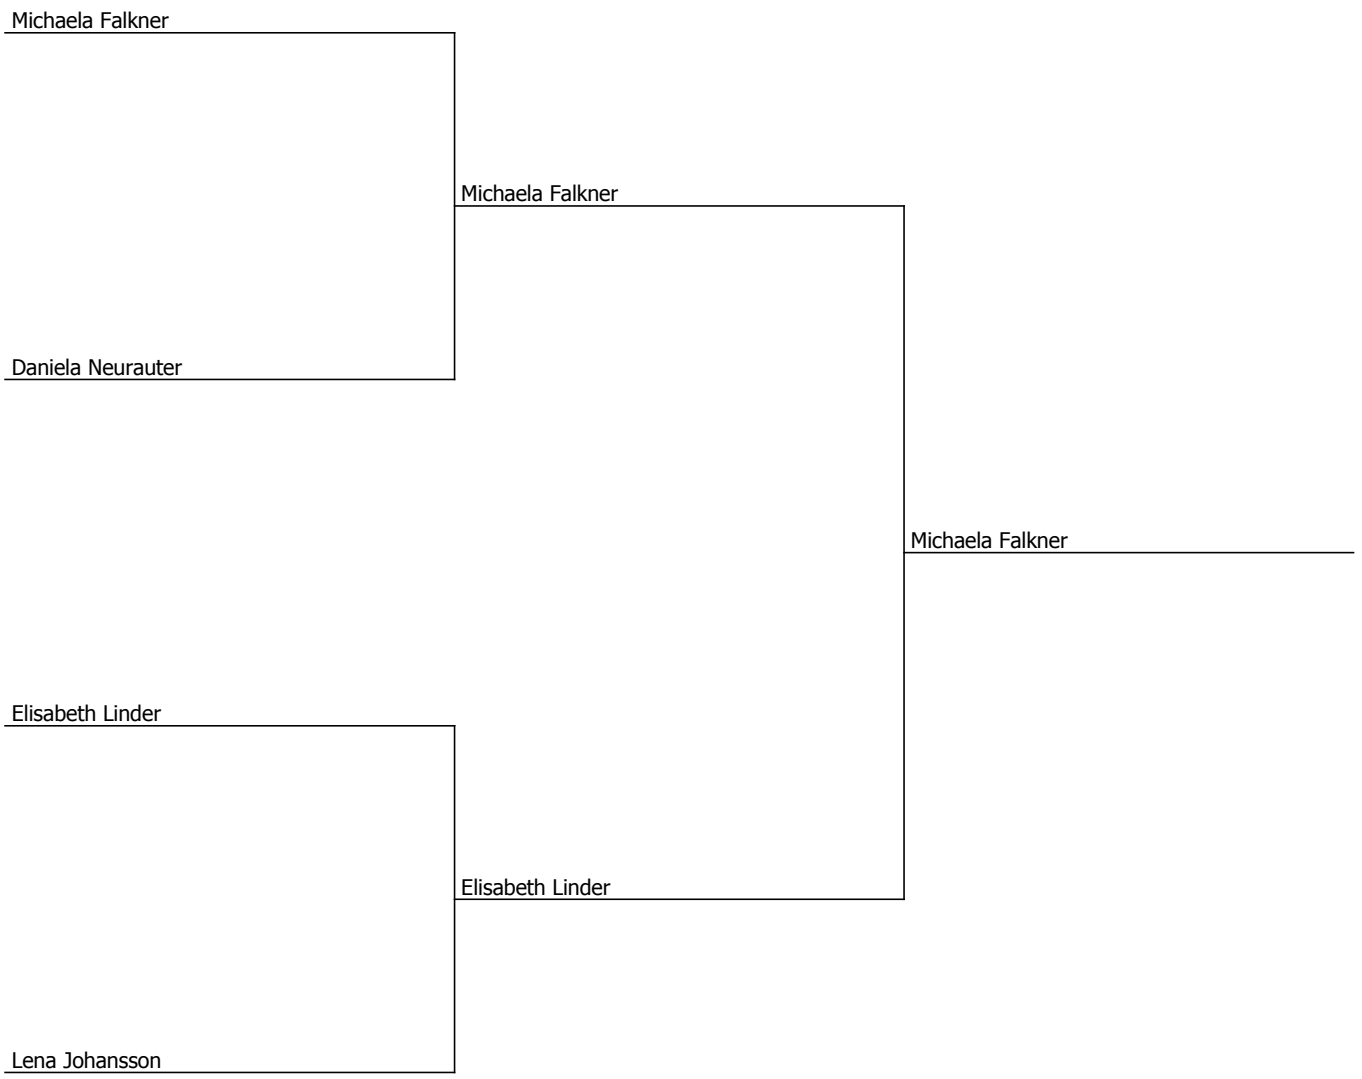 Michaela Falkner
Michaela Falkner
Daniela Neurauter
Michaela Falkner
Elisabeth Linder
Elisabeth Linder
Lena Johansson